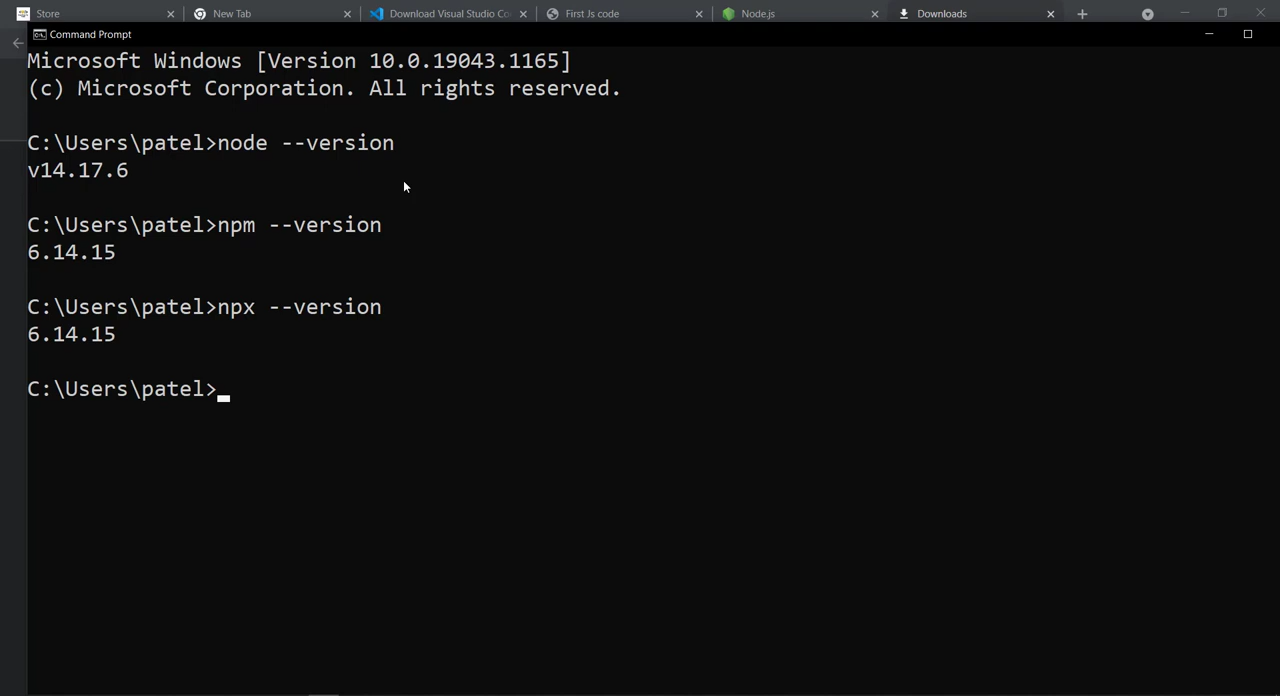 Store
New Tab
Download Visual Studio Co
First Js code
Node.js
Downloads
Command Prompt
Microsoft Windows [Version 10.0.19043.1165]
(c) Microsoft Corporation. All rights reserved.
C:\Users\patel>node --version
v14.17.6
C:\Users\patel>npm --version
6.14.15
C:\Users\patel>npx --version
6.14.15
C:\Users\patel>